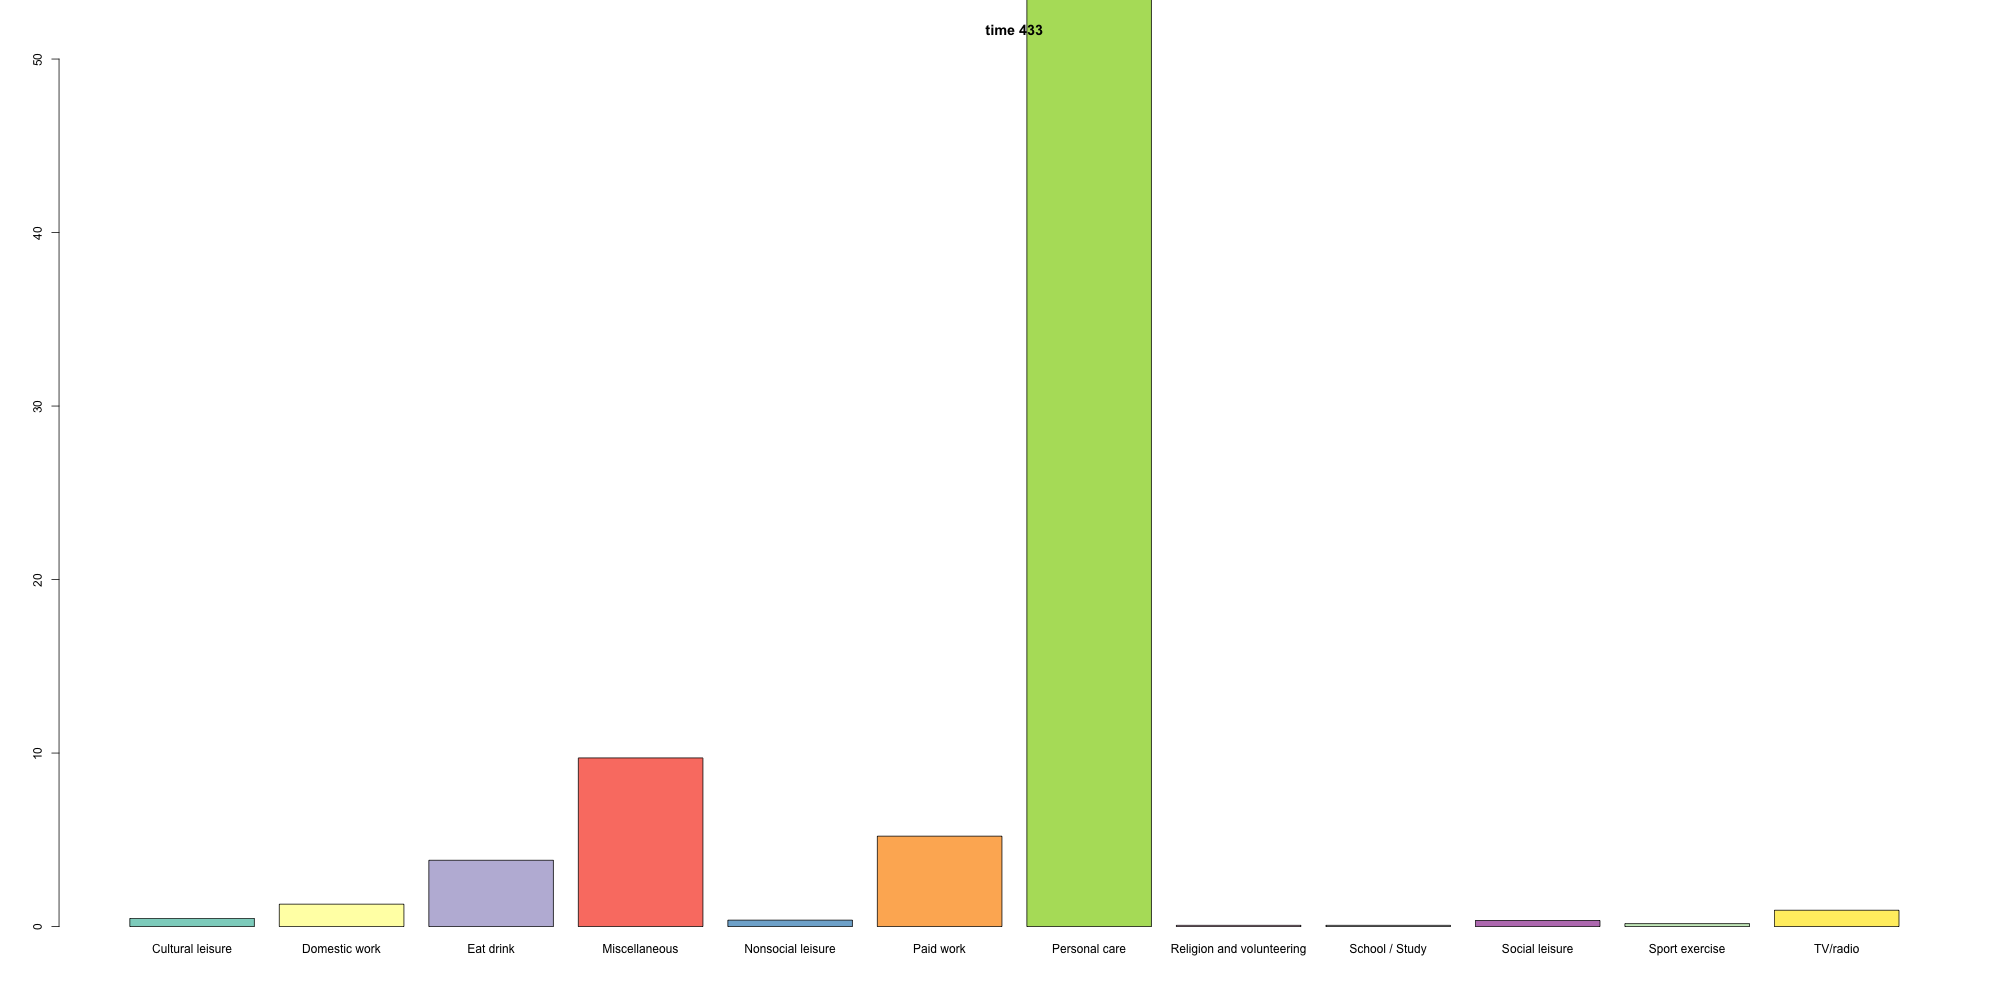 time 433
50
40
30
20
10
0
Cultural leisure
Domestic work
Eat drink
Miscellaneous
Nonsocial leisure
Paid work
Personal care
Religion and volunteering
School / Study
Social leisure
Sport exercise
TV/radio